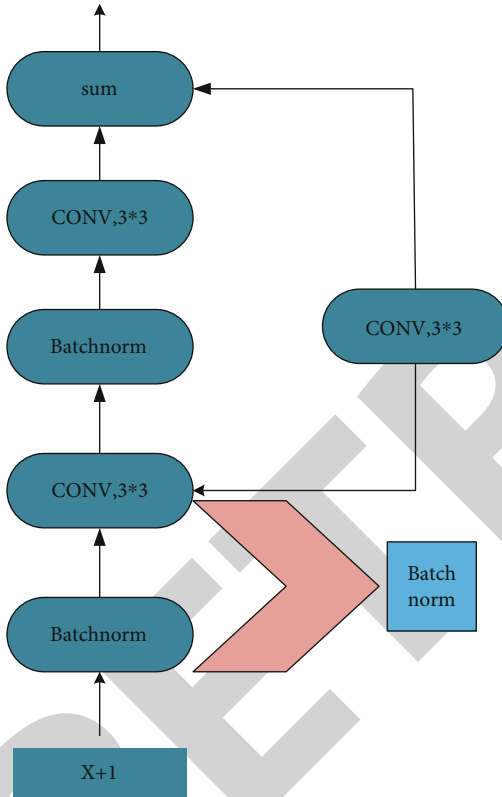 sum
CONV,3*3
Batchnorm
CONV,3*3
CONV,3*3
Batchnorm
Batch
norm
X+1